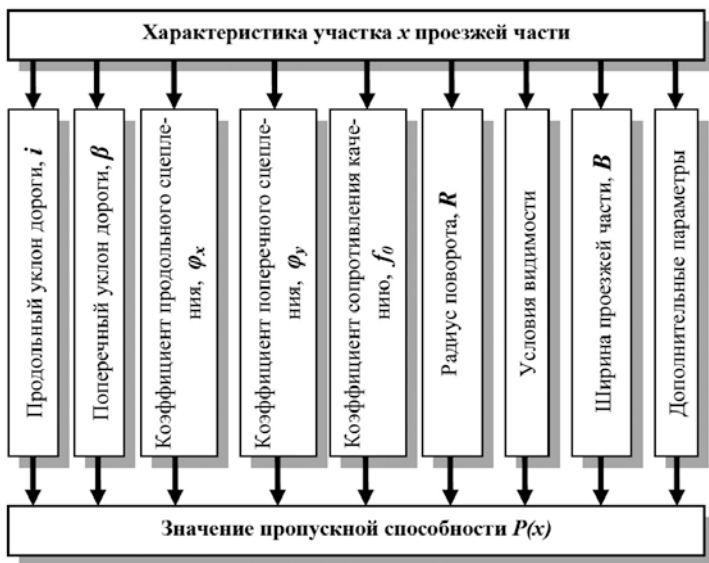 Характеристика участка x проезжей части
Продольный уклон дороги, i
Поперечный уклон дороги, β
Коэффициент продольного сцепле-
ния, φx
Коэффициент поперечного сцепле-
ния, φy
Коэффициент сопротивления каче-
нию, f0
Радиус поворота, R
Условия видимости
Ширина проезжей части, B
Дополнительные параметры
Значение пропускной способности P(x)